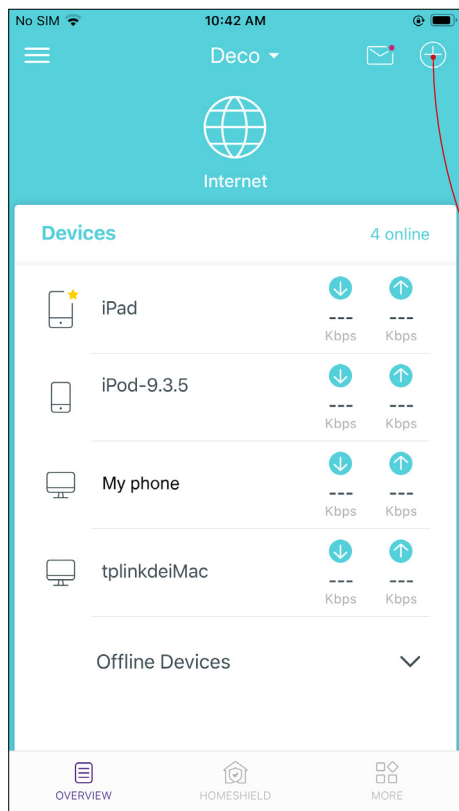 No SIM 10:42 AM
Deco
Internet
Devices 4 online
iPad
--- ---
Kbps Kbps
iPod-9.3.5
--- ---
Kbps Kbps
My phone
--- ---
Kbps Kbps
tplinkdeiMac
--- ---
Kbps Kbps
Offline Devices
OVERVIEW HOMESHIELD MORE